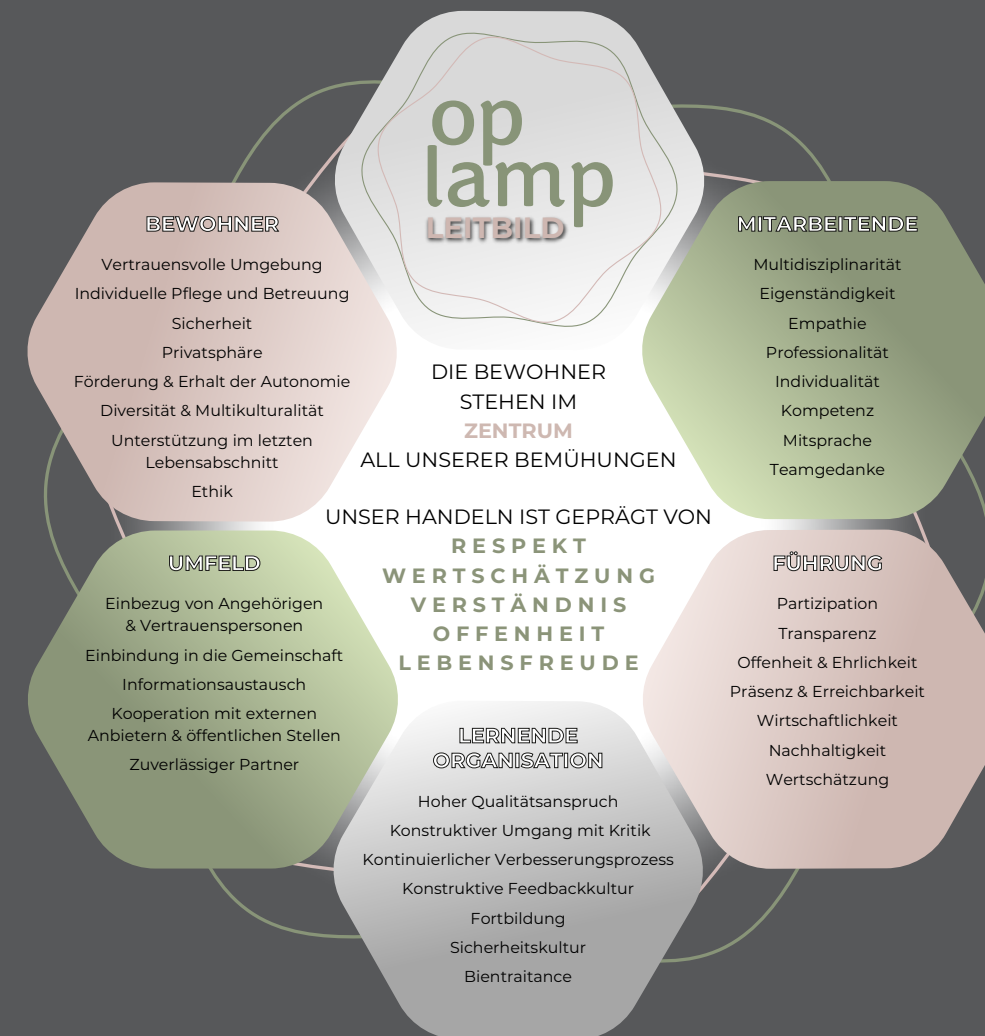 op
lamp
LEITBILD
BEWOHNER
Vertrauensvolle Umgebung
Individuelle Pflege und Betreuung
Sicherheit
Privatsphäre
Förderung & Erhalt der Autonomie
Diversität & Multikulturalität
Unterstützung im letzten
Lebensabschnitt
Ethik
MITARBEITENDE
Multidisziplinarität
Eigenständigkeit
Empathie
Professionalität
Individualität
Kompetenz
Mitsprache
Teamgedanke
DIE BEWOHNER
STEHEN IM
ZENTRUM
ALL UNSERER BEMÜHUNGEN
UNSER HANDELN IST GEPRÄGT VON
RESPEKT
WERTSCHÄTZUNG
VERSTÄNDNIS
OFFENHEIT
LEBENSFREUDE
UMFELD
Einbezug von Angehörigen
& Vertrauenspersonen
Einbindung in die Gemeinschaft
Informationsaustausch
Kooperation mit externen
Anbietern & öffentlichen Stellen
Zuverlässiger Partner
FÜHRUNG
Partizipation
Transparenz
Offenheit & Ehrlichkeit
Präsenz & Erreichbarkeit
Wirtschaftlichkeit
Nachhaltigkeit
Wertschätzung
LERNENDE
ORGANISATION
Hoher Qualitätsanspruch
Konstruktiver Umgang mit Kritik
Kontinuierlicher Verbesserungsprozess
Konstruktive Feedbackkultur
Fortbildung
Sicherheitskultur
Bientraitance